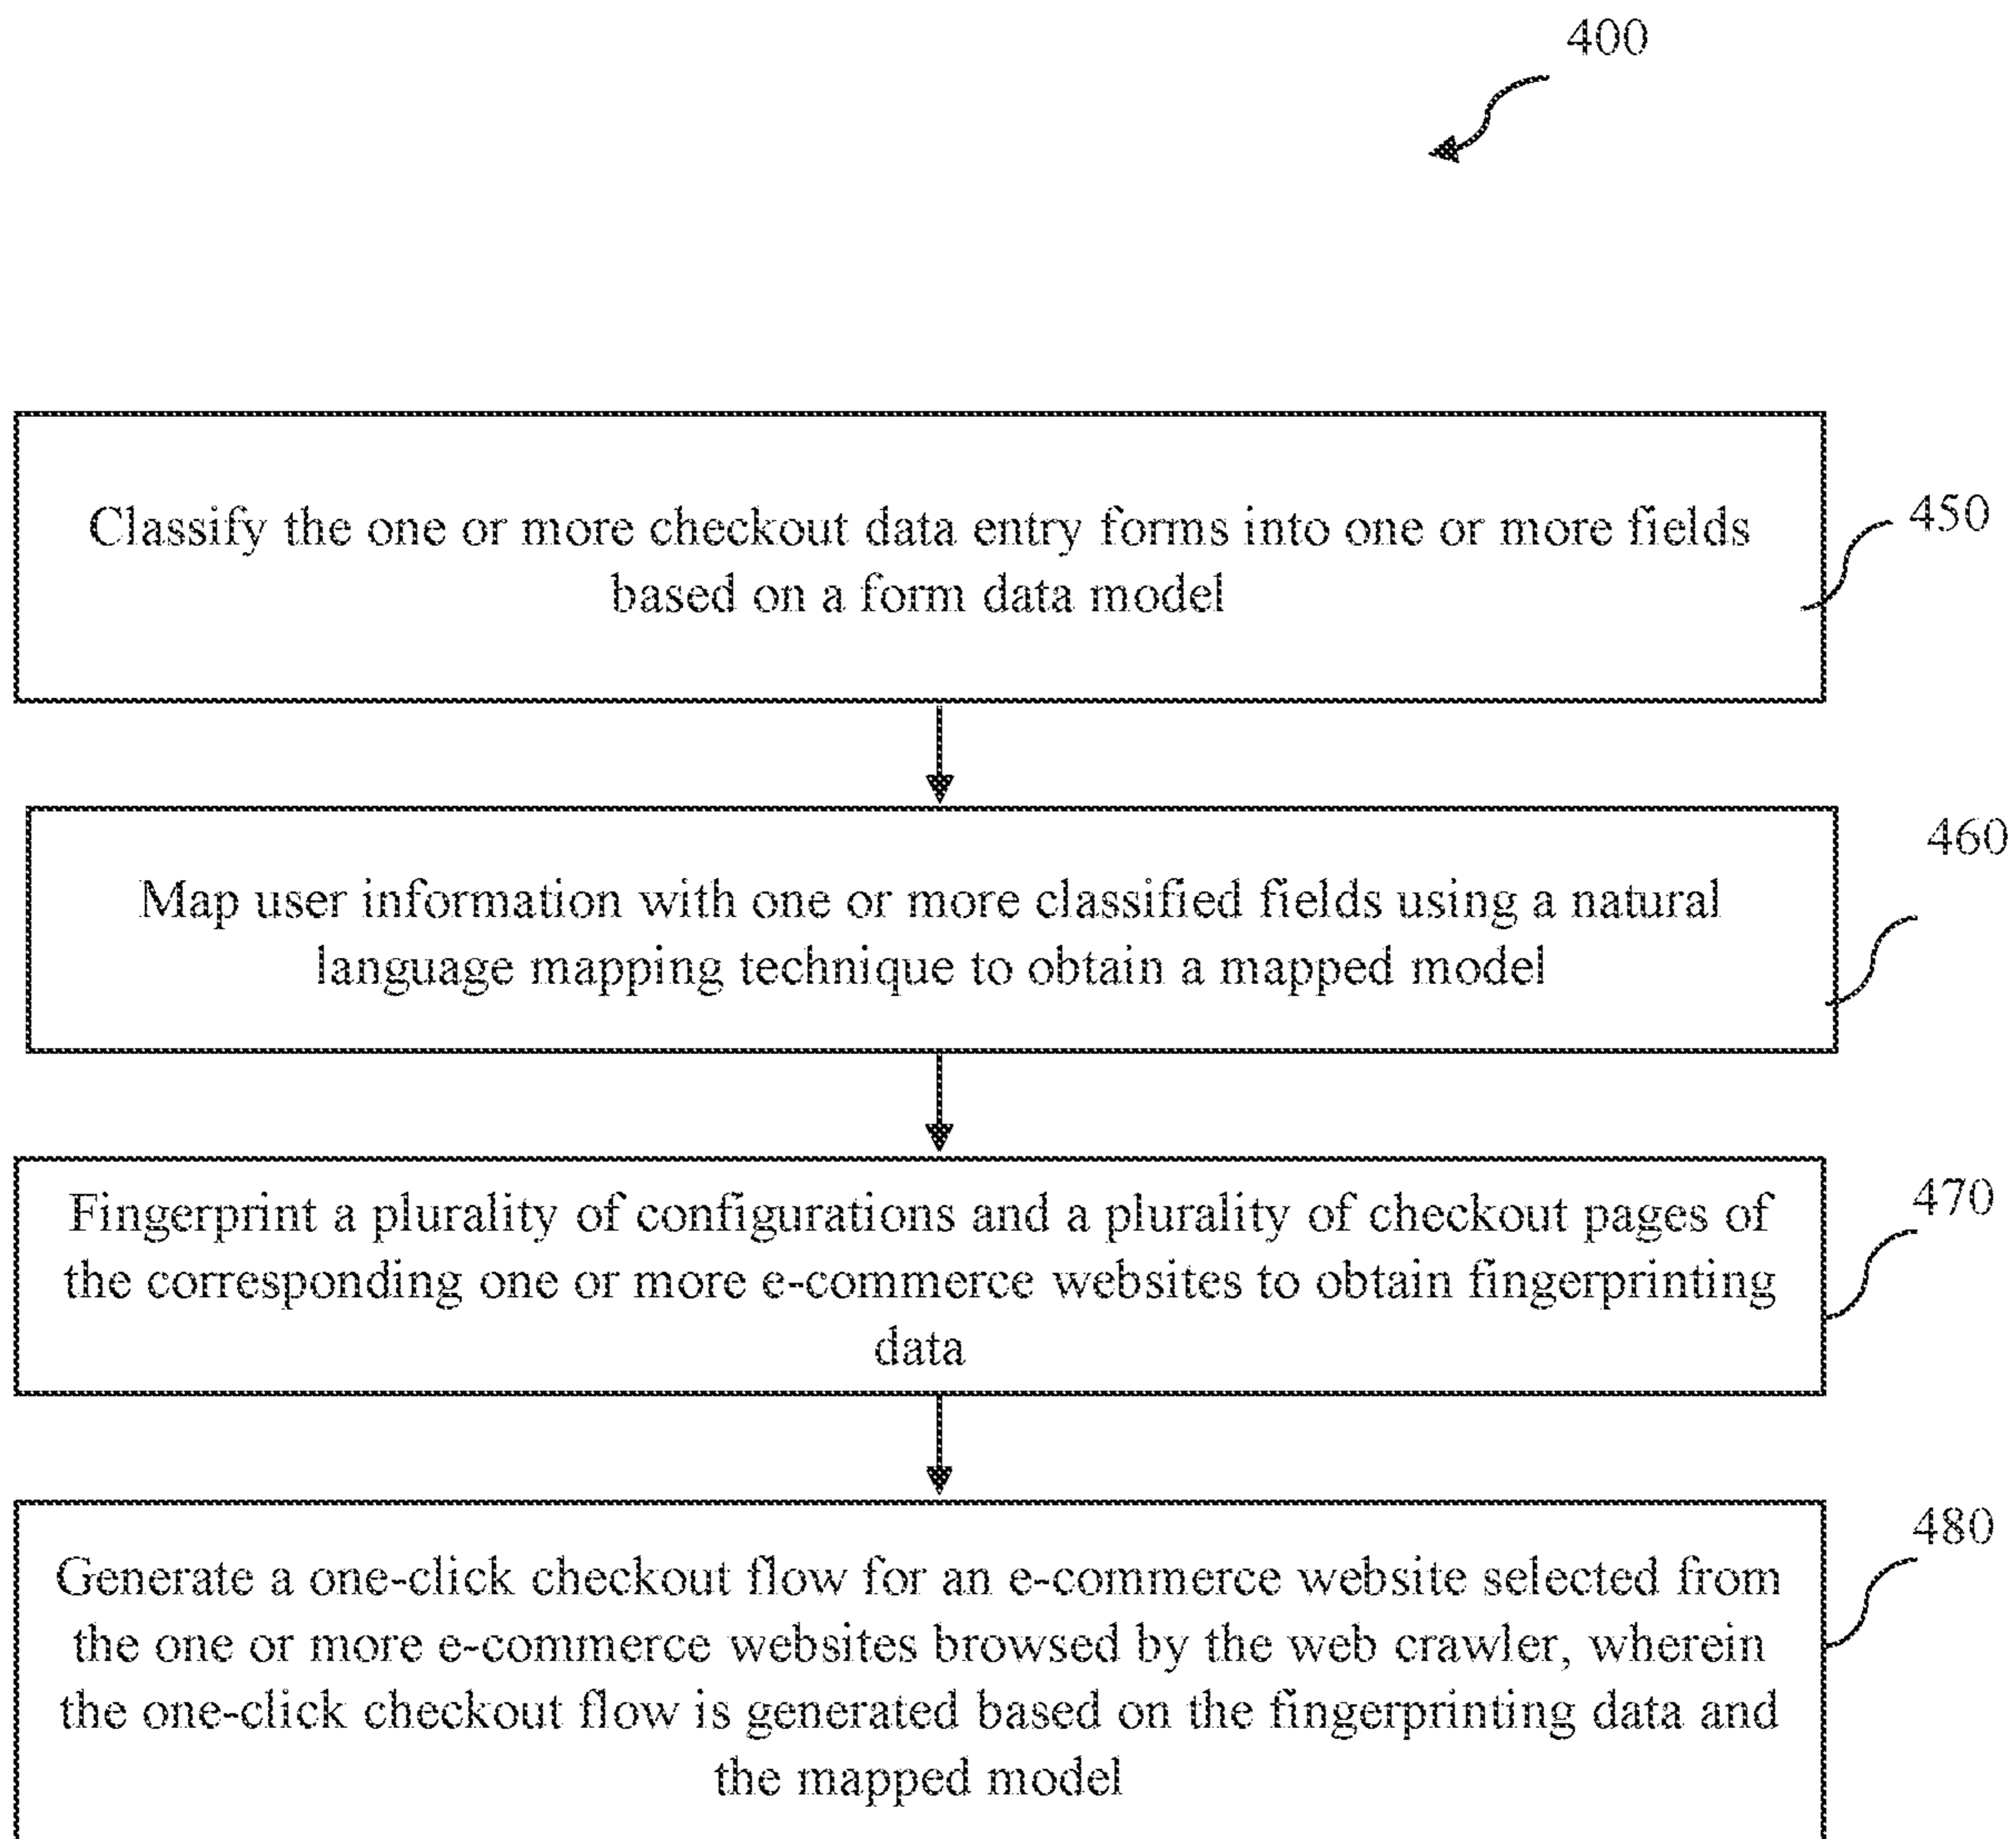 400
Classify the one or more checkout data entry forms into one or more fields
based on a form data model
450
Map user information with one or more classified fields using a natural
language mapping technique to obtain a mapped model
460
Fingerprint a plurality of configurations and a plurality of checkout pages of
the corresponding one or more e-commerce websites to obtain fingerprinting
data
470
Generate a one-click checkout flow for an e-commerce website selected from
the one or more e-commerce websites browsed by the web crawler, wherein
the one-click checkout flow is generated based on the fingerprinting data and
the mapped model
480